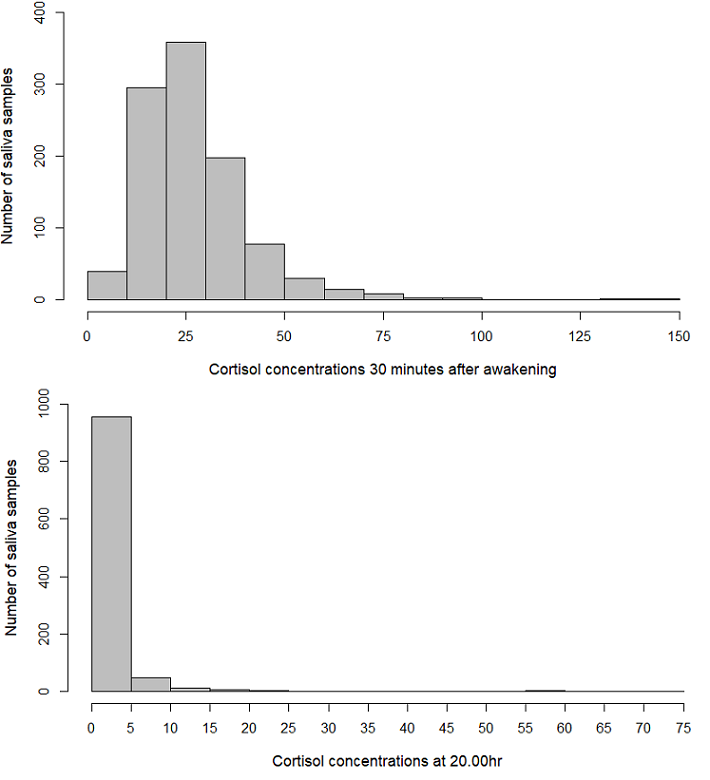 Number of saliva samples
400
300
200
100
0
0 25 50 75 100 125 150
Cortisol concentrations 30 minutes after awakening
Number of saliva samples
1000
800
600
400
200
0
0 5 10 15 20 25 30 35 40 45 50 55 60 65 70 75
Cortisol concentrations at 20.00hr